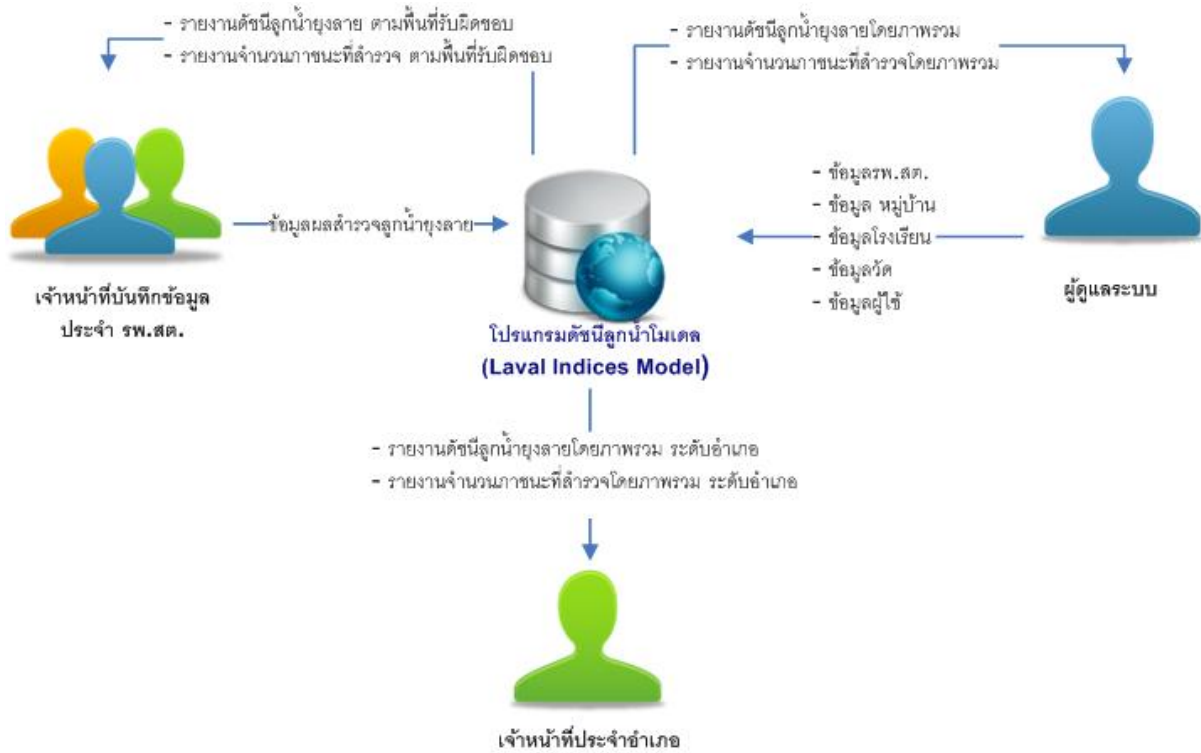 - รายงานดัชนีลูกน้ำยุงลาย ตามพื้นที่รับผิดชอบ
- รายงานจำนวนภาชนะที่สำรวจ ตามพื้นที่รับผิดชอบ
- รายงานดัชนีลูกน้ำยุงลายโดยภาพรวม
- รายงานจำนวนภาชนะที่สำรวจโดยภาพรวม
ข้อมูลผลสำรวจลูกน้ำยุงลาย
- ข้อมูลรพ.สต.
- ข้อมูล หมู่บ้าน
- ข้อมูลโรงเรียน
- ข้อมูลวัด
- ข้อมูลผู้ใช้
เจ้าหน้าที่บันทึกข้อมูล
ประจำ รพ.สต.
ผู้ดูแลระบบ
โปรแกรมดัชนีลูกน้ำโมเดล
(Laval Indices Model)
- รายงานดัชนีลูกน้ำยุงลายโดยภาพรวม ระดับอำเภอ
- รายงานจำนวนภาชนะที่สำรวจโดยภาพรวม ระดับอำเภอ
เจ้าหน้าที่ประจำอำเภอ